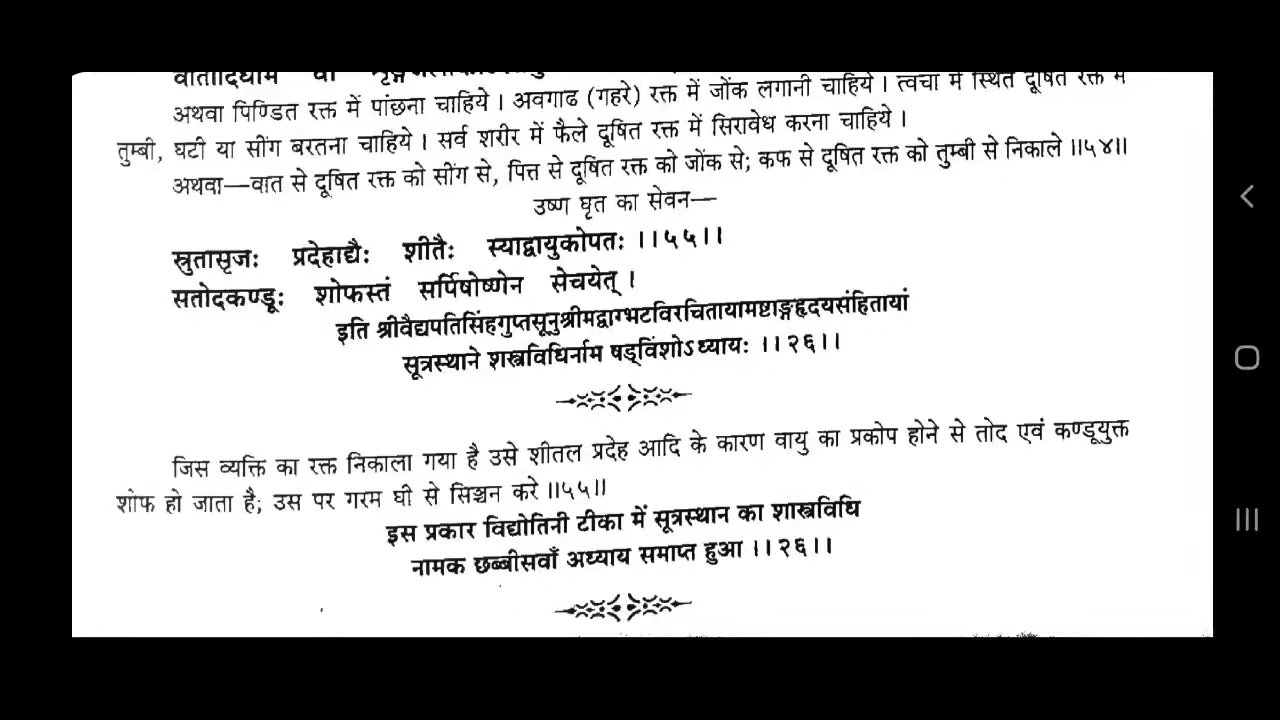 वातादिधाम वा
अथवा पिण्डित रक्त में पांछना चाहिये । अवगाढ (गहरे) रक्त में जोंक लगानी चाहिये । त्वचा में स्थित दूषित रक्त में
तुम्बी, घटी या सींग बरतना चाहिये । सर्व शरीर में फैले दूषित रक्त में सिरावेध करना चाहिये ।
अथवा—वात से दूषित रक्त को सींग से, पित्त से दूषित रक्त को जोंक से; कफ से दूषित रक्त को तुम्बी से निकाले ॥५४॥
उष्ण घृत का सेवन—
स्रुतासृजः प्रदेहाद्यैः शीतैः स्याद्वायुकोपतः ।।५५।।
सतोदकण्डूः शोफस्तं सर्पिषोष्णेन सेचयेत् ।
इति श्रीवैद्यपतिसिंहगुप्तसूनुश्रीमद्वाग्भटविरचितायामष्टाङ्गहृदयसंहितायां
सूत्रस्थाने शस्त्रविधिर्नाम षड्विंशोऽध्यायः ।।२६।।
जिस व्यक्ति का रक्त निकाला गया है उसे शीतल प्रदेह आदि के कारण वायु का प्रकोप होने से तोद एवं कण्डूयुक्त
शोफ हो जाता है; उस पर गरम घी से सिञ्चन करे ॥५५॥
इस प्रकार विद्योतिनी टीका में सूत्रस्थान का शास्त्रविधि
नामक छब्बीसवाँ अध्याय समाप्त हुआ ।।२६।।